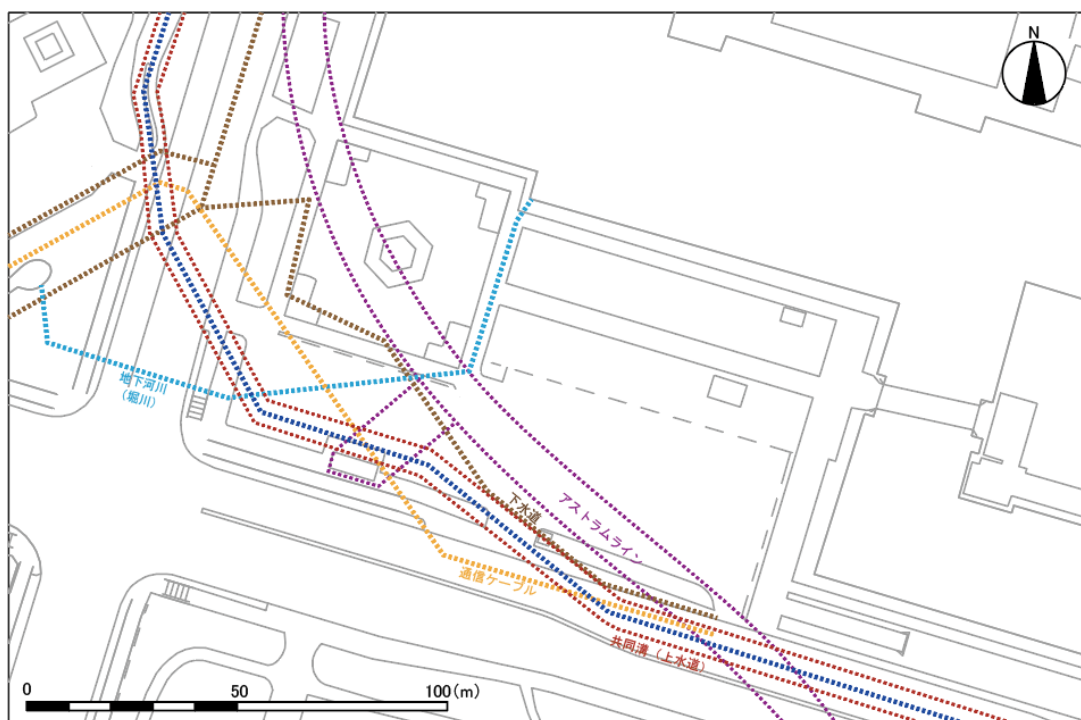 N
地下河川
(堀川)
下水道
アストラムライン
通信ケーブル
共同溝(上水道)
0 50 100(m)